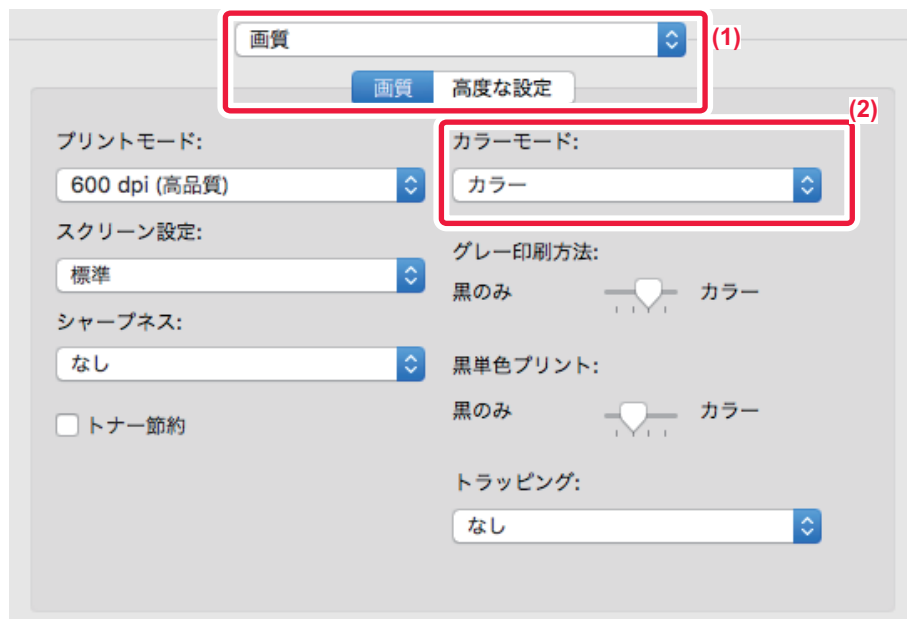 画質
(1)
画質 高度な設定
(2)
プリントモード:
600 dpi (高品質)
スクリーン設定:
標準
シャープネス:
なし
トナー節約
カラーモード:
カラー
グレー印刷方法:
黒のみ カラー
黒単色プリント:
黒のみ カラー
トラッピング:
なし